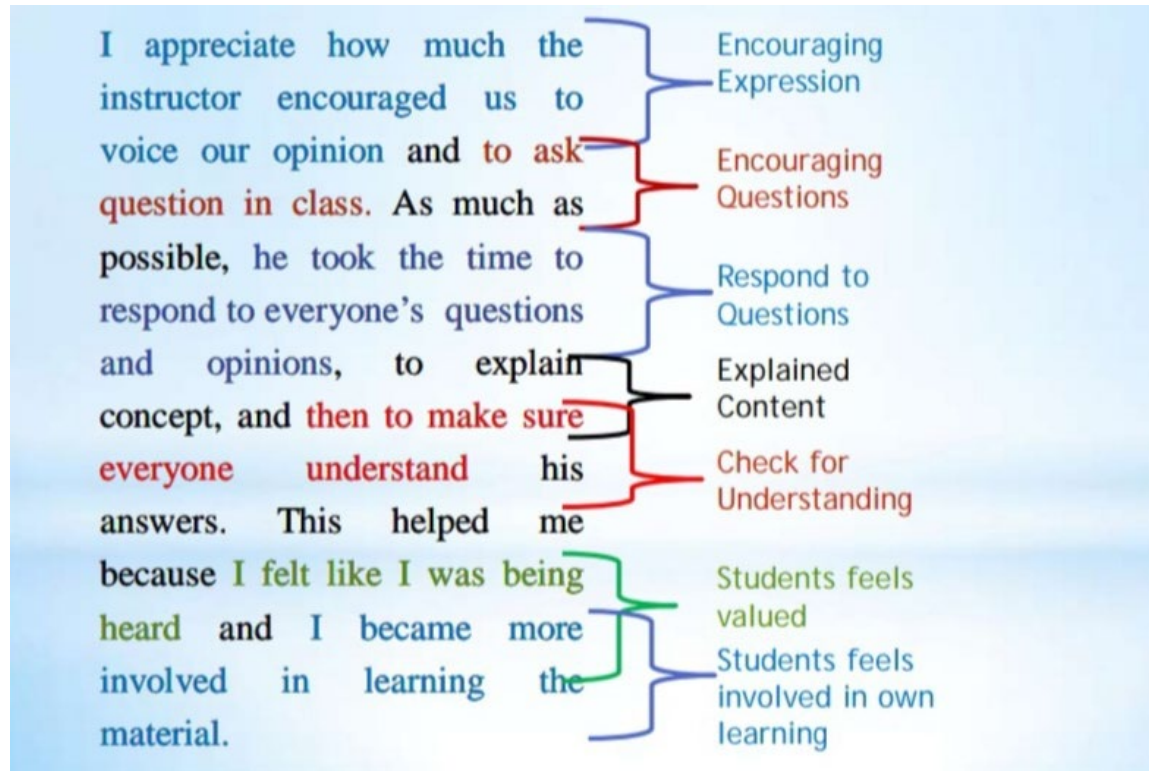 I appreciate how much the
instructor encouraged us to
voice our opinion and to ask
question in class. As much as
possible, he took the time to
respond to everyone's questions
and opinions, to explain
concept, and then to make sure
everyone understand his
answers. This helped me
because I felt like I was being
heard and I became more
involved in learning the
material.
Encouraging
Expression
Encouraging
Questions
Respond to
Questions
Explained
Content
Check for
Understanding
Students feels
valued
Students feels
involved in own
learning